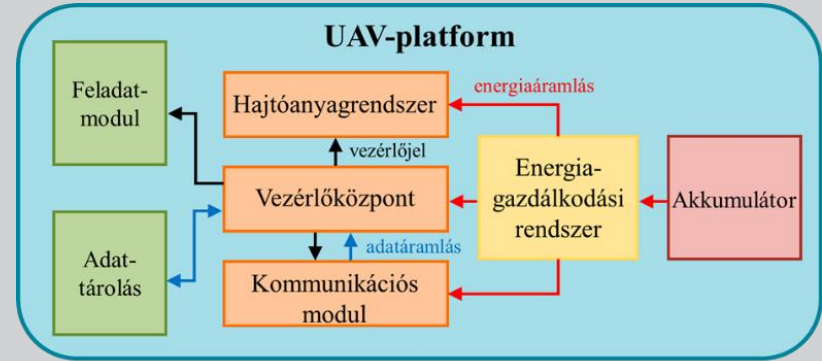 UAV-platform
Feladat-
modul
Hajtóanyagrendszer
energiaáramlás
vezérlőjel
Vezérlőközpont
Energia-
gazdálkodási
rendszer
Akkumulátor
Adat-
tárolás
adatáramlás
Kommunikációs
modul